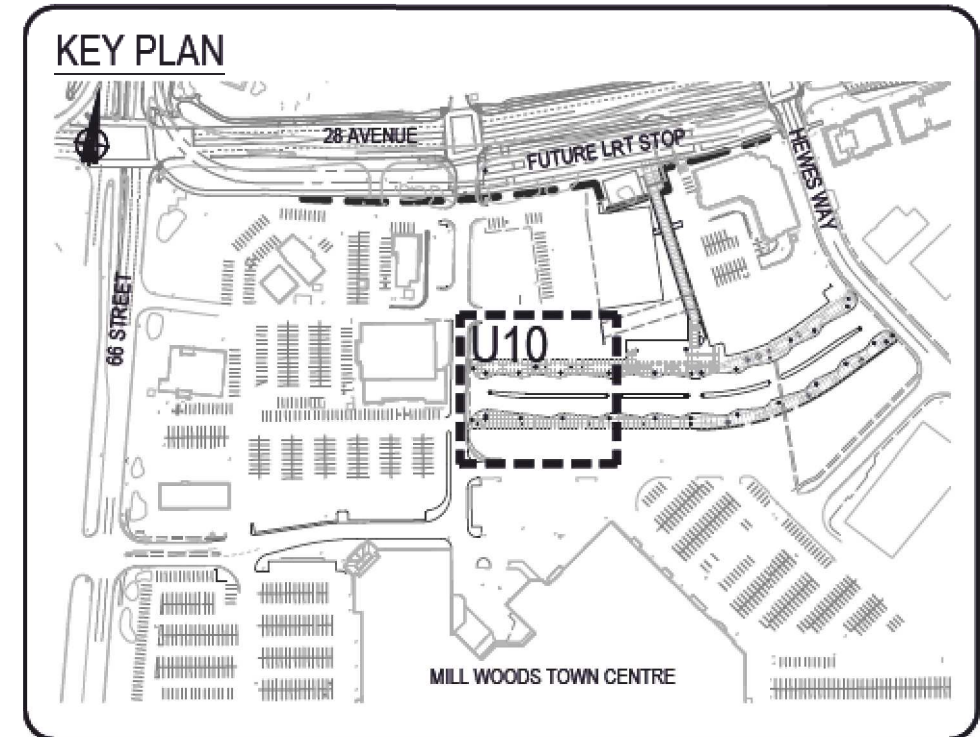 KEY PLAN
28 AVENUE
FUTURE LRT STOP
HEWES WAY
66 STREET
U10
MILL WOODS TOWN CENTRE